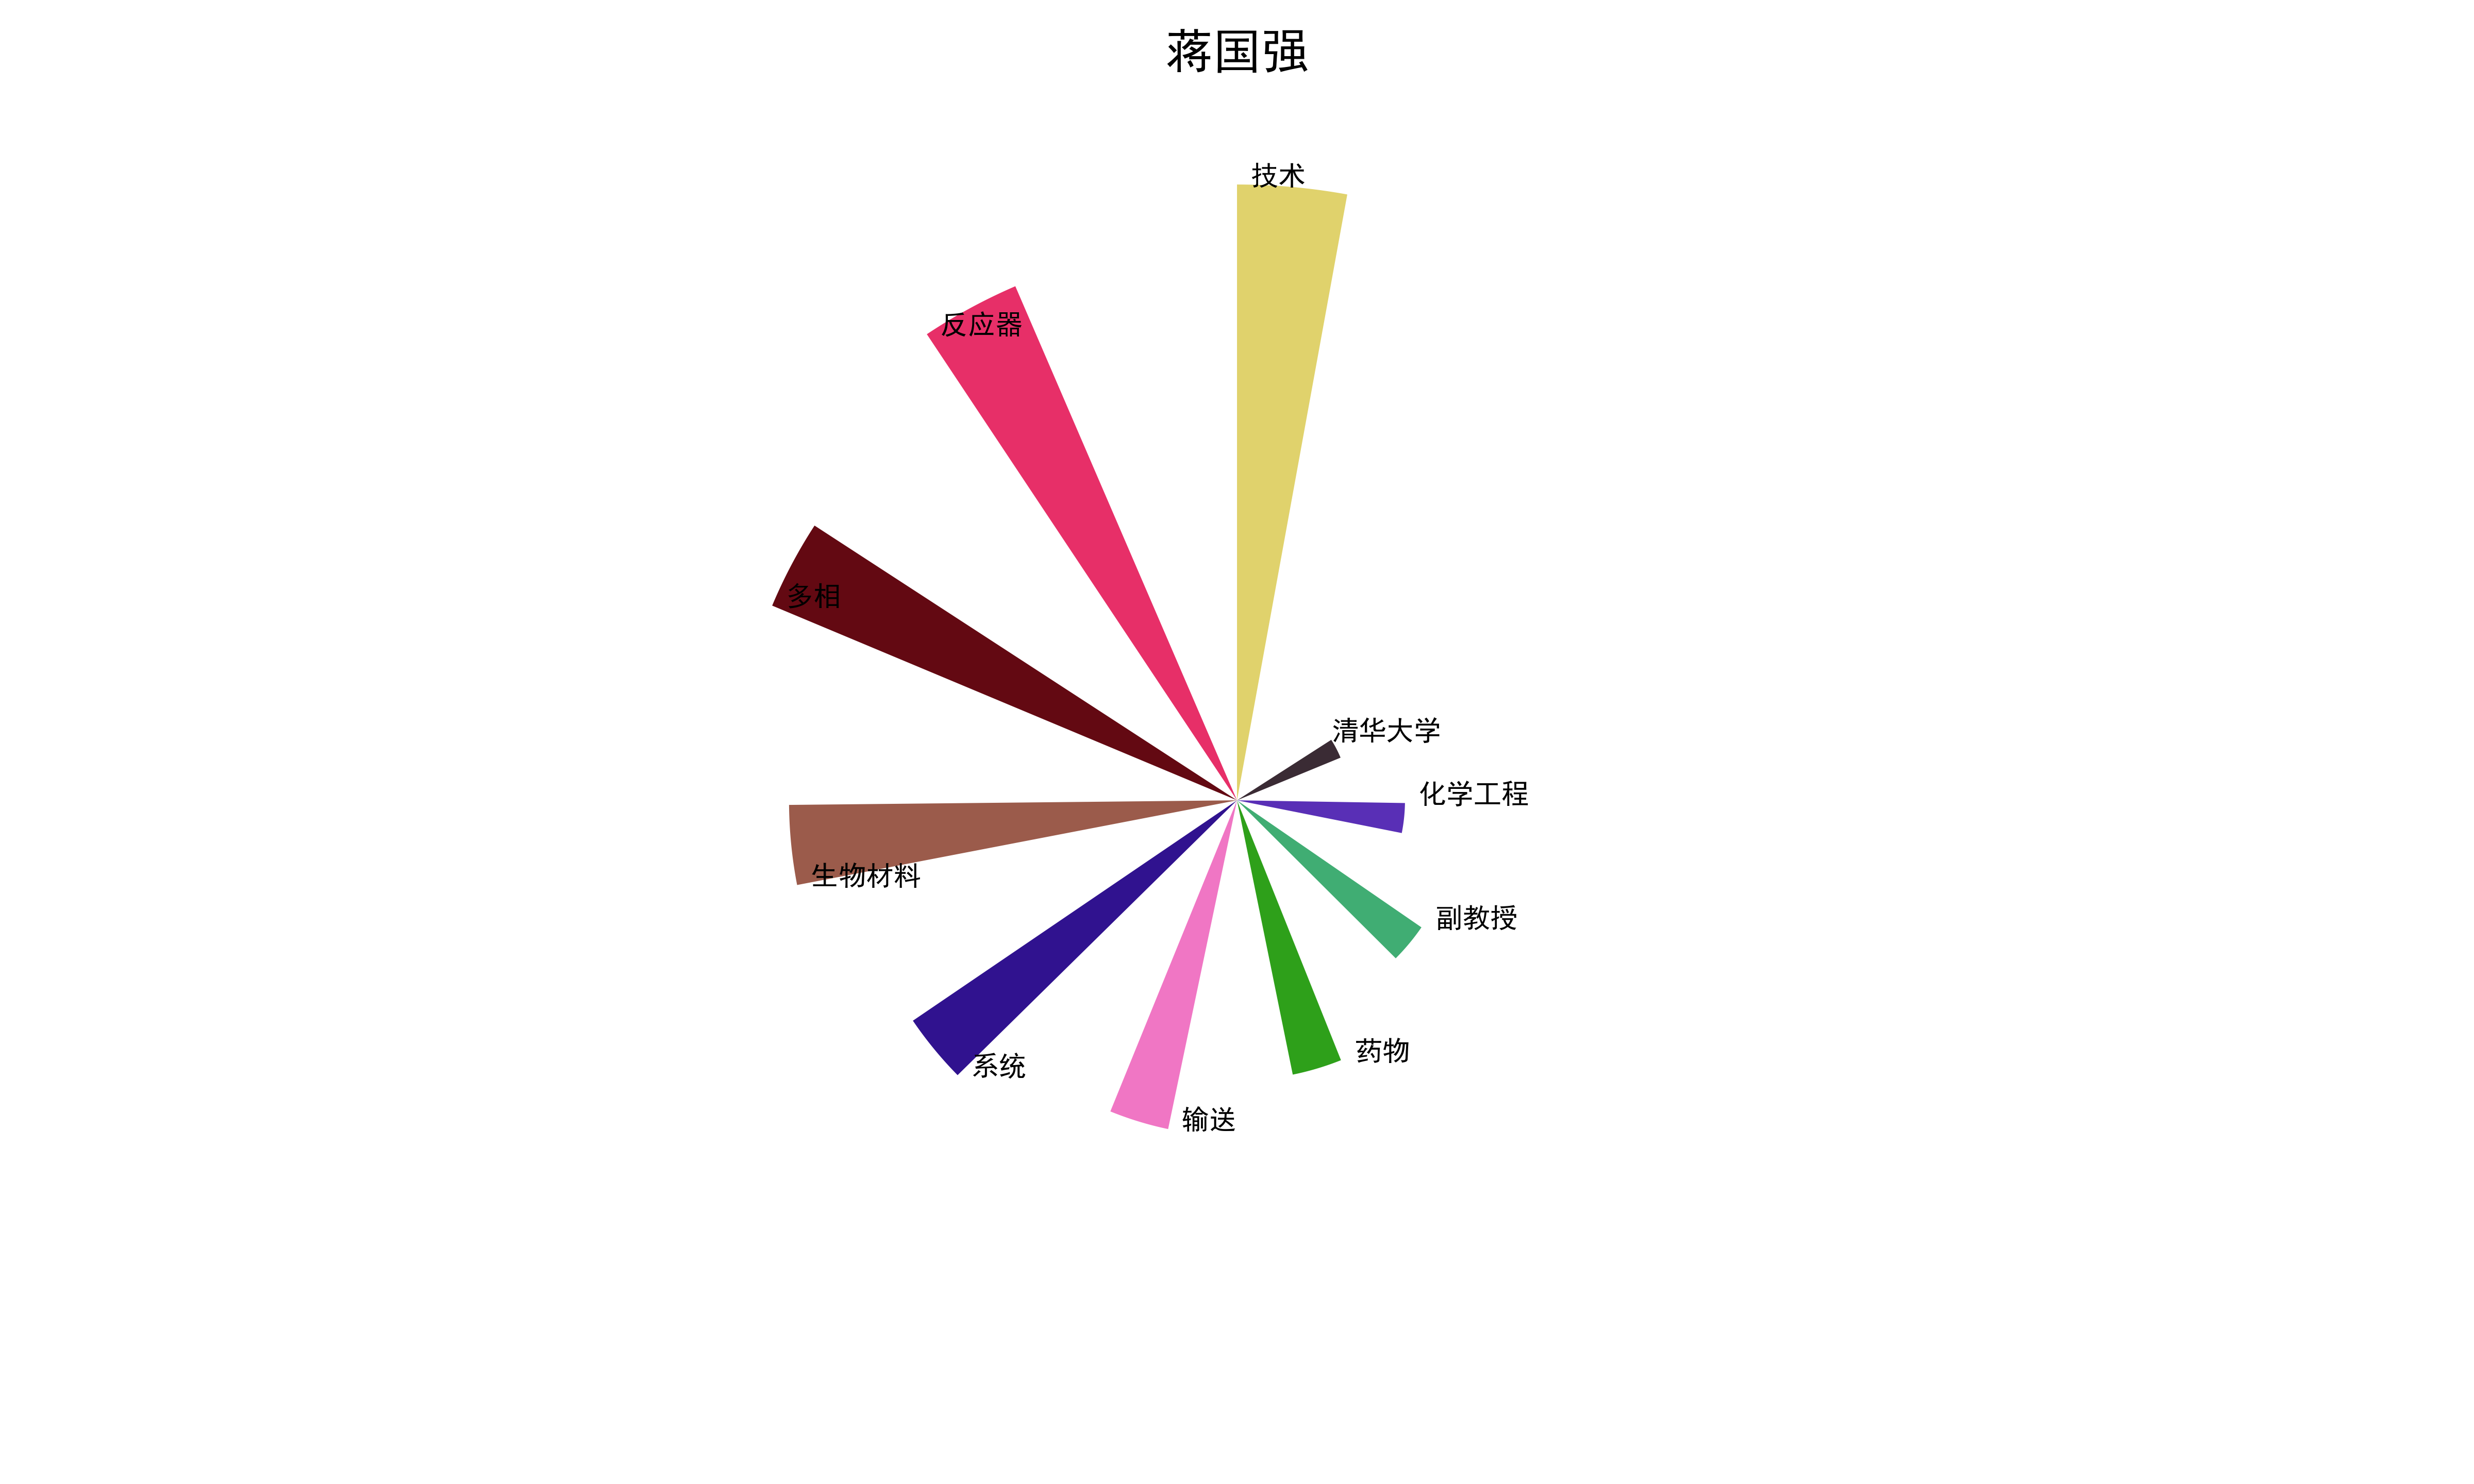 蒋国强
技术
反应器
多相
清华大学
化学工程
生物材料
副教授
药物
系统
输送